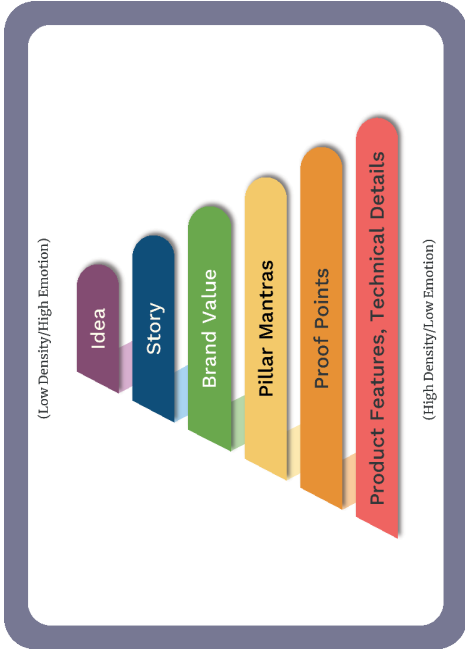 (Low Density/High Emotion)
Idea
Story
Brand Value
Pillar Mantras
Proof Points
Product Features, Technical Details
(High Density/Low Emotion)